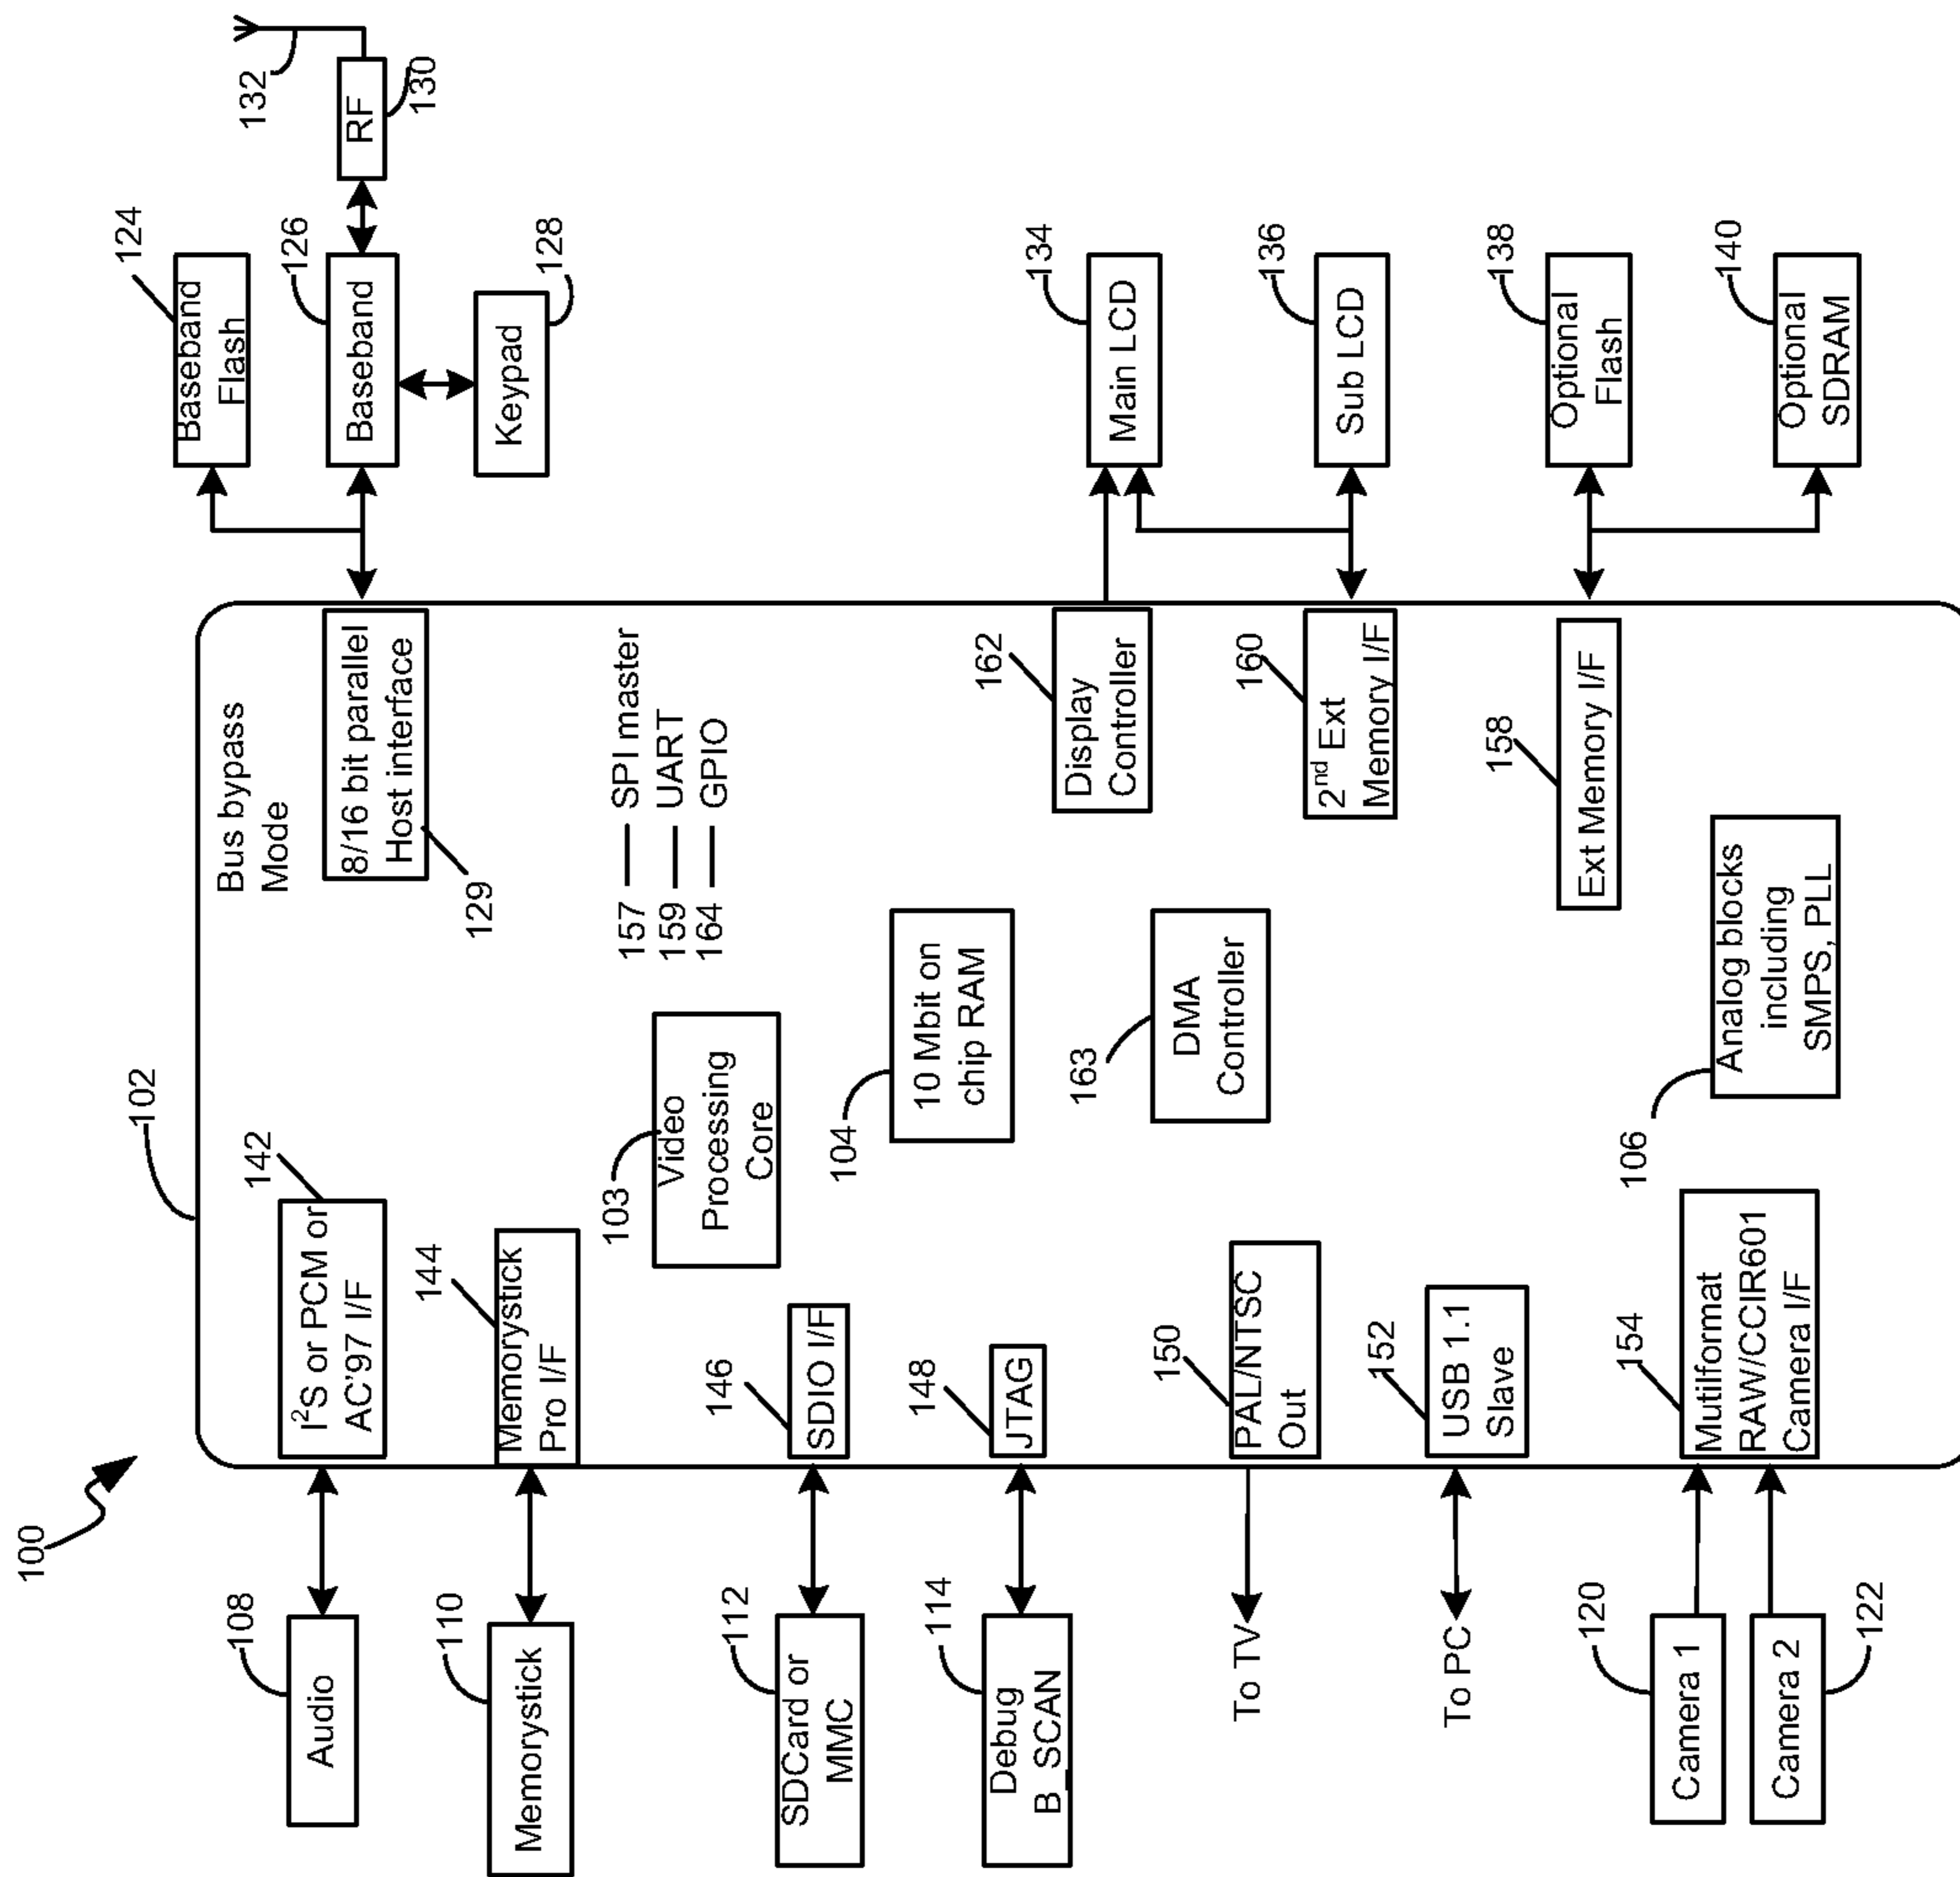 100
102
108
Audio
142
I²S or PCM or
AC'97 I/F
110
Memorystick
144
Memorystick
Pro I/F
112
SDCard or
MMC
146
SDIO I/F
114
Debug
B_SCAN
148
JTAG
150
PAL/NTSC
Out
To TV
152
USB 1.1
Slave
To PC
120
Camera 1
Camera 2
122
154
Mutilformat
RAW/CCIR601
Camera I/F
103
Video
Processing
Core
104
10 Mbit on
chip RAM
163
DMA
Controller
106
Analog blocks
including
SMPS, PLL
Bus bypass
Mode
8/16 bit parallel
Host interface
129
157 SPI master
159 UART
164 GPIO
162
Display
Controller
160
2nd Ext
Memory I/F
158
Ext Memory I/F
124
Baseband
Flash
126
Baseband
Keypad
128
132
RF
130
134
Main LCD
136
Sub LCD
138
Optional
Flash
140
Optional
SDRAM